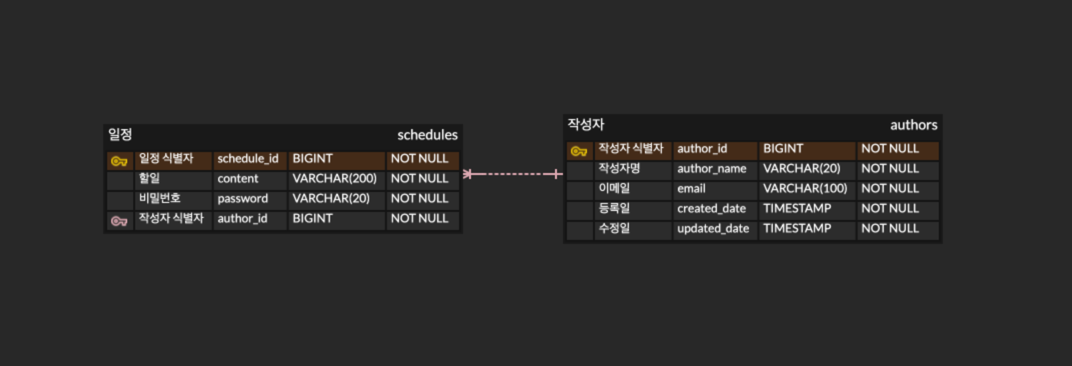 일정 schedules
일정 식별자 schedule_id BIGINT NOT NULL
할일 content VARCHAR(200) NOT NULL
비밀번호 password VARCHAR(20) NOT NULL
작성자 식별자 author_id BIGINT NOT NULL
작성자 authors
작성자 식별자 author_id BIGINT NOT NULL
작성자명 author_name VARCHAR(20) NOT NULL
이메일 email VARCHAR(100) NOT NULL
등록일 created_date TIMESTAMP NOT NULL
수정일 updated_date TIMESTAMP NOT NULL